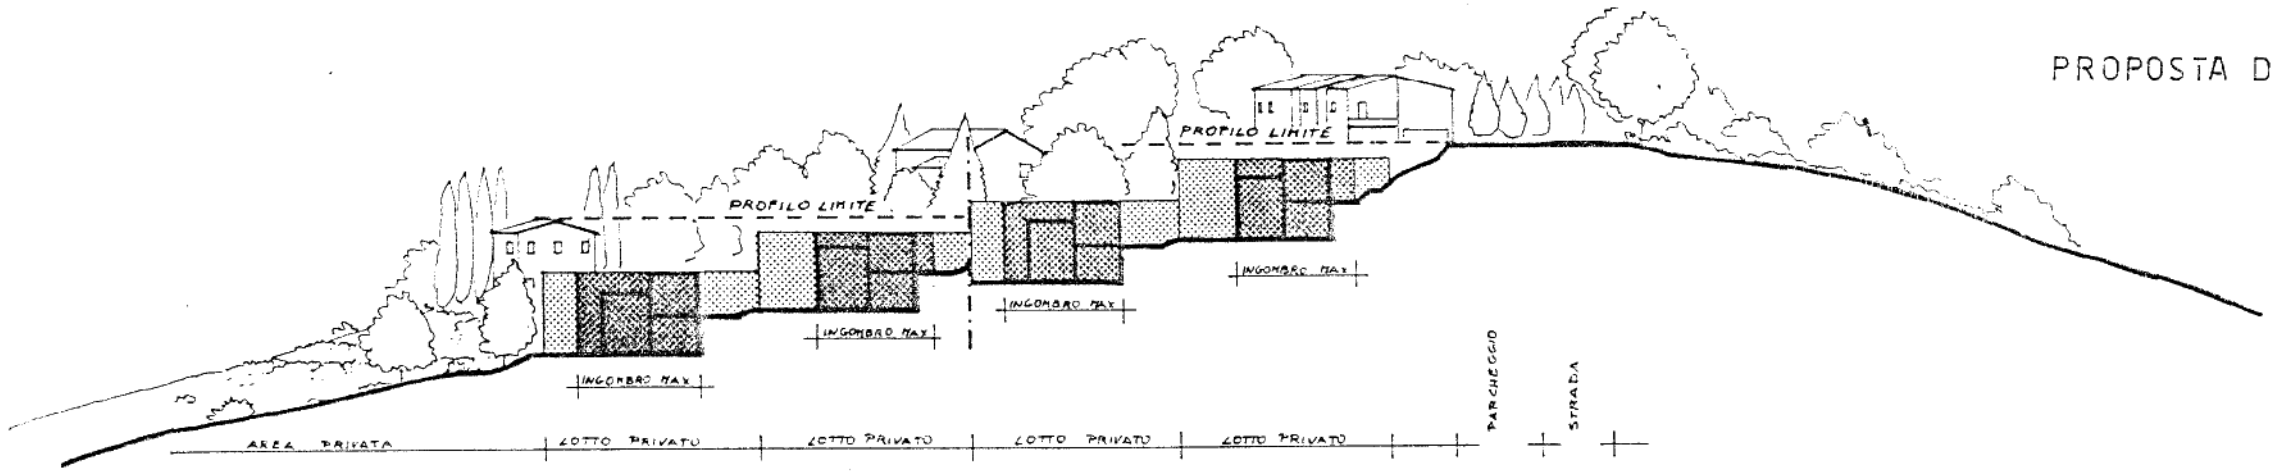 PROPOSTA D
PROFILO LIMITE
PROFILO LIMITE
INGOMBRO MAX
INGOMBRO MAX
INGOMBRO MAX
INGOMBRO MAX
PARCHEGGIO
STRADA
AREA PRIVATA
LOTTO PRIVATO
LOTTO PRIVATO
LOTTO PRIVATO
LOTTO PRIVATO